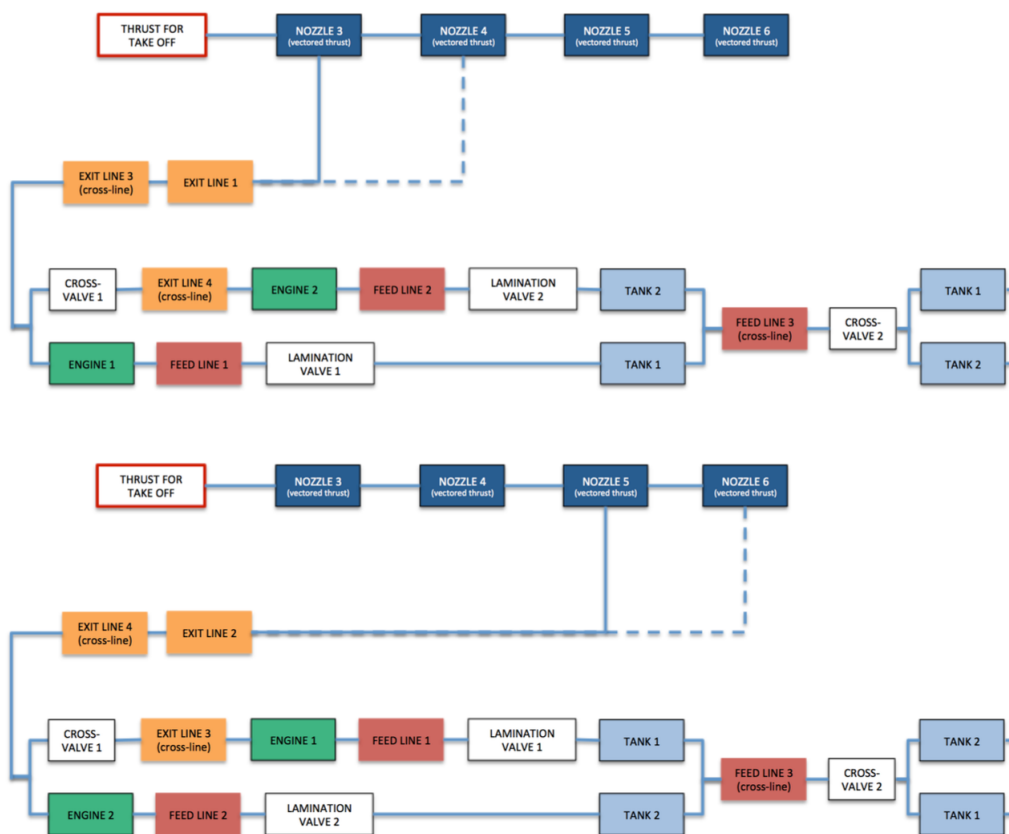 THRUST FOR
TAKE OFF
NOZZLE 3
(vectored thrust)
NOZZLE 4
(vectored thrust)
NOZZLE 5
(vectored thrust)
NOZZLE 6
(vectored thrust)
EXIT LINE 3
(cross-line)
EXIT LINE 1
CROSS-
VALVE 1
EXIT LINE 4
(cross-line)
ENGINE 2
FEED LINE 2
LAMINATION
VALVE 2
TANK 2
TANK 1
FEED LINE 3
(cross-line)
CROSS-
VALVE 2
ENGINE 1
FEED LINE 1
LAMINATION
VALVE 1
TANK 1
TANK 2
THRUST FOR
TAKE OFF
NOZZLE 3
(vectored thrust)
NOZZLE 4
(vectored thrust)
NOZZLE 5
(vectored thrust)
NOZZLE 6
(vectored thrust)
EXIT LINE 4
(cross-line)
EXIT LINE 2
CROSS-
VALVE 1
EXIT LINE 3
(cross-line)
ENGINE 1
FEED LINE 1
LAMINATION
VALVE 1
TANK 1
TANK 2
FEED LINE 3
(cross-line)
CROSS-
VALVE 2
ENGINE 2
FEED LINE 2
LAMINATION
VALVE 2
TANK 2
TANK 1